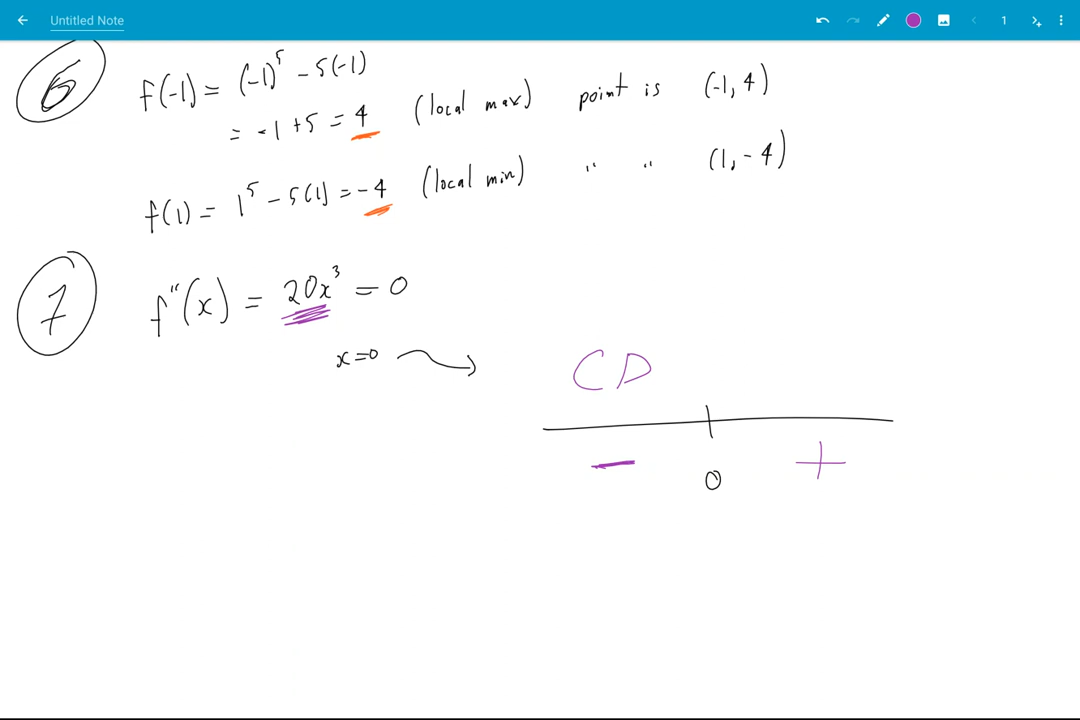 Untitled Note
1
6
f(-1) = (-1)^5 - 5(-1)
= -1 + 5 = 4 (local max) point is (-1, 4)
f(1) = 1^5 - 5(1) = -4 (local min) " " (1, -4)
7
f"(x) = 20x^3 = 0
x=0
CD
- 0 +